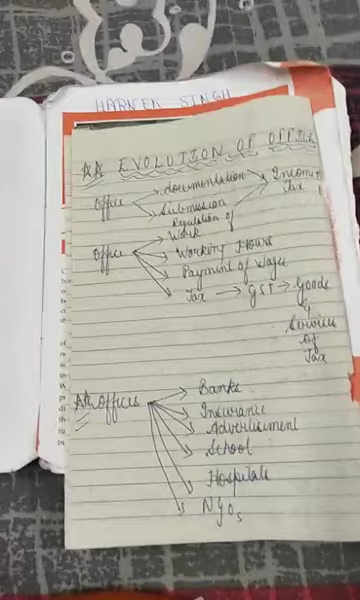 HARNEK SINGH
EVOLUTION OF OFFICE
Office → documentation → Income Tax
→ Submission
Office → Regulation of Work
→ Working Hours
→ Payment of Wages
→ Tax → GST → Goods
&
Services
of
Tax
Offices → Banks
→ Insurance
→ Advertisement
→ School
→ Hospitals
→ NGOs